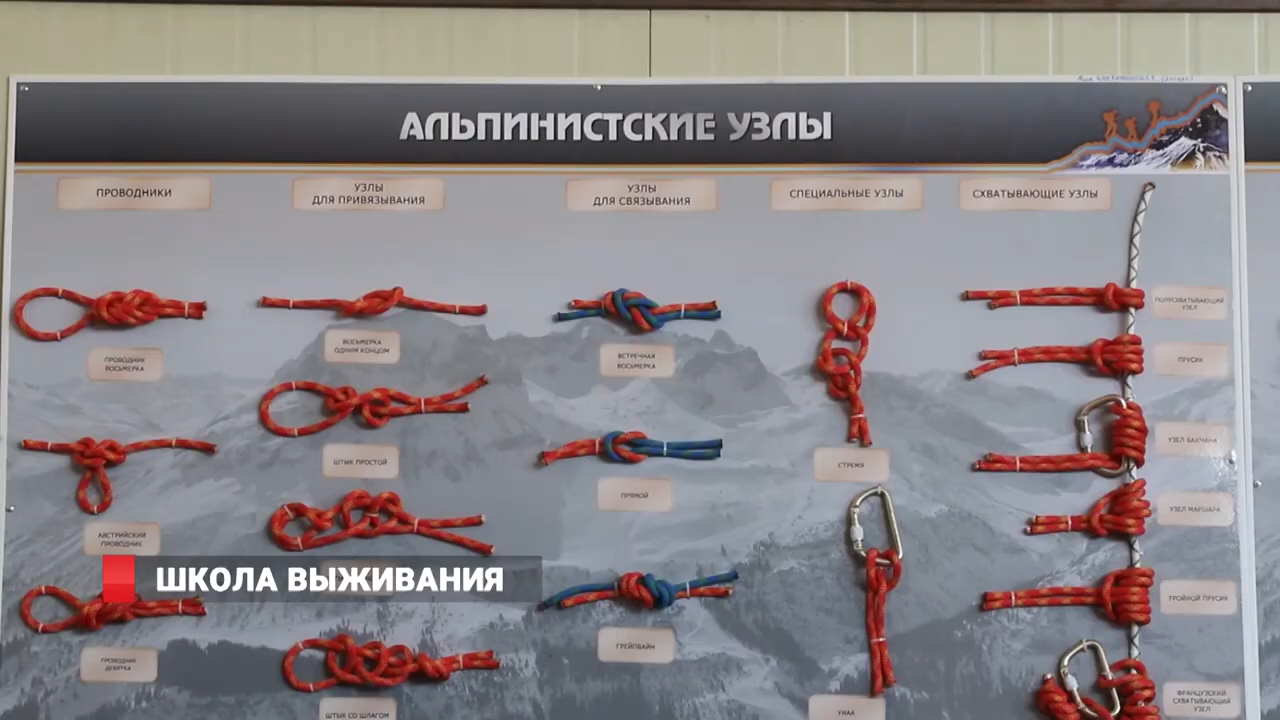 АЛЬПИНИСТСКИЕ УЗЛЫ
ПРОВОДНИКИ
УЗЛЫ
ДЛЯ ПРИВЯЗЫВАНИЯ
УЗЛЫ
ДЛЯ СВЯЗЫВАНИЯ
СПЕЦИАЛЬНЫЕ УЗЛЫ
СХВАТЫВАЮЩИЕ УЗЛЫ
ПРОВОДНИК
ВОСЬМЕРКА
АВСТРИЙСКИЙ
ПРОВОДНИК
ПРОВОДНИК
ДЕВЯТКА
ВОСЬМЕРКА
ОДНИМ КОНЦОМ
ШТЫК ПРОСТОЙ
ШТЫК СО ШЛАГОМ
ВСТРЕЧНАЯ
ВОСЬМЕРКА
ПРЯМОЙ
ГРЕЙПВАЙН
СТРЕМЯ
УИАА
ПОЛУСХВАТЫВАЮЩИЙ
УЗЕЛ
ПРУСИК
УЗЕЛ БАХМАНА
УЗЕЛ МАРШАРА
ТРОЙНОЙ ПРУСИК
ФРАНЦУЗСКИЙ
СХВАТЫВАЮЩИЙ
УЗЕЛ
ШКОЛА ВЫЖИВАНИЯ